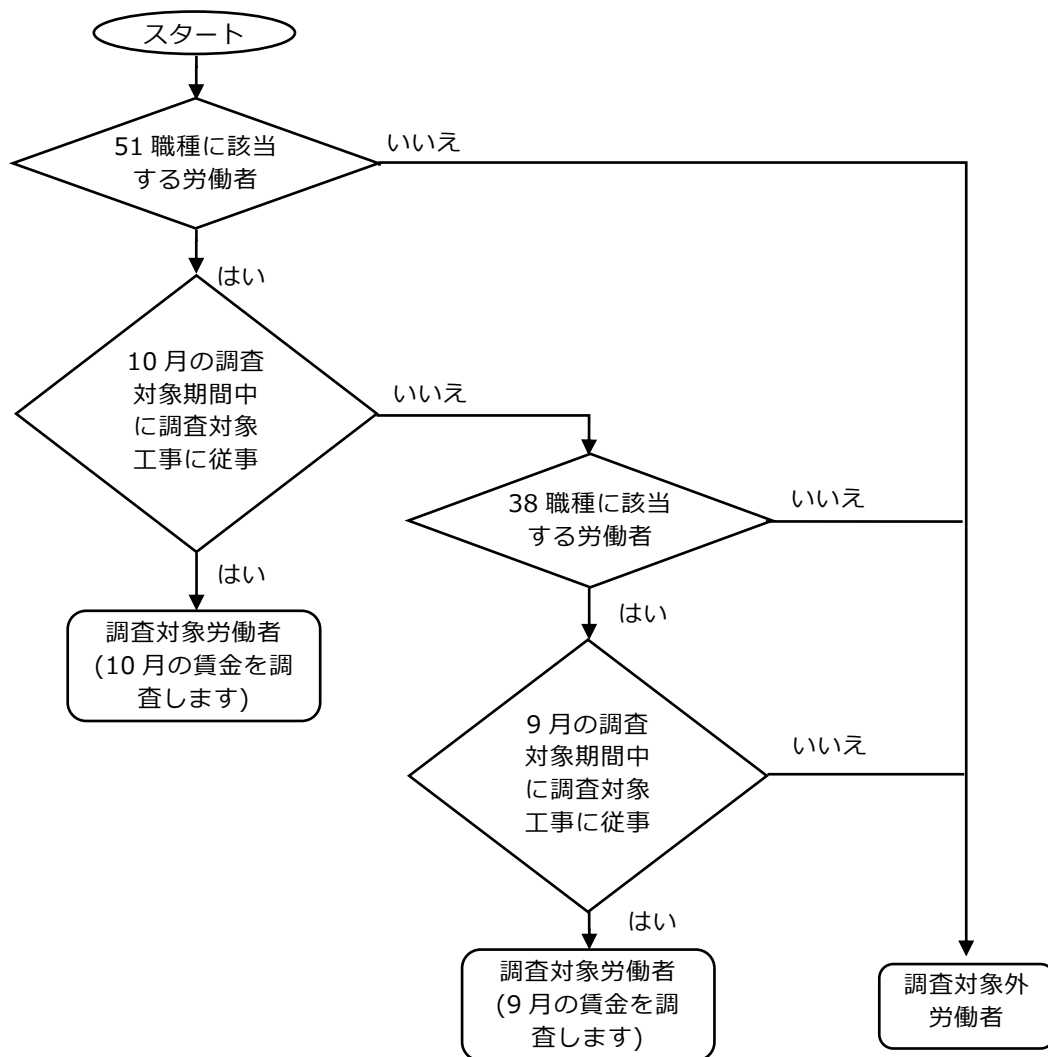 スタート
51 職種に該当
する労働者
いいえ
はい
10 月の調査
対象期間中
に調査対象
工事に従事
いいえ
38 職種に該当
する労働者
いいえ
はい
はい
調査対象労働者
(10 月の賃金を調
査します)
9 月の調査
対象期間中
に調査対象
工事に従事
いいえ
はい
調査対象労働者
(9 月の賃金を調
査します)
調査対象外
労働者